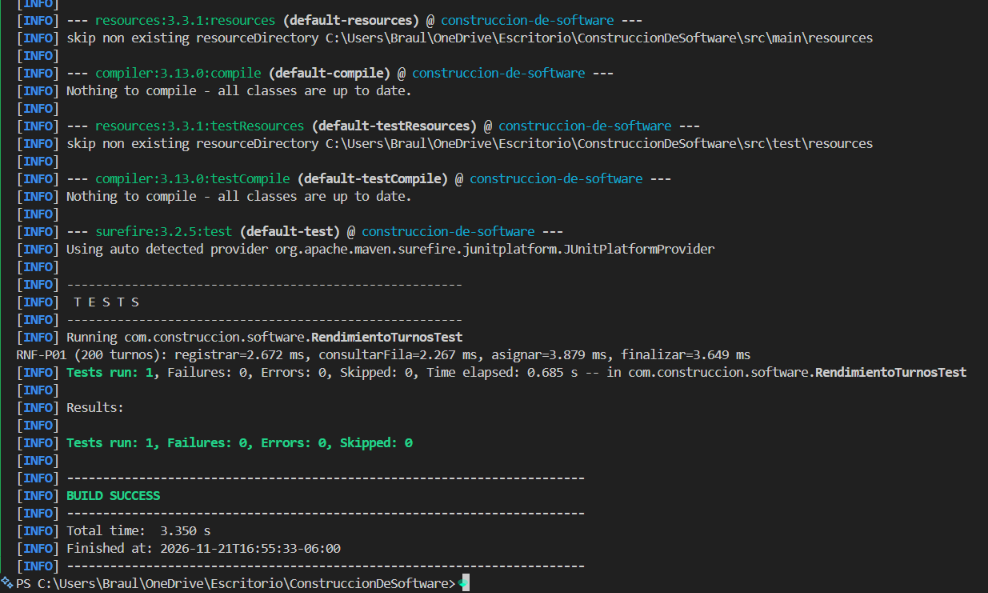 [INFO]
[INFO] --- resources:3.3.1:resources (default-resources) @ construccion-de-software ---
[INFO] skip non existing resourceDirectory C:\Users\Braul\OneDrive\Escritorio\ConstruccionDeSoftware\src\main\resources
[INFO]
[INFO] --- compiler:3.13.0:compile (default-compile) @ construccion-de-software ---
[INFO] Nothing to compile - all classes are up to date.
[INFO]
[INFO] --- resources:3.3.1:testResources (default-testResources) @ construccion-de-software ---
[INFO] skip non existing resourceDirectory C:\Users\Braul\OneDrive\Escritorio\ConstruccionDeSoftware\src\test\resources
[INFO]
[INFO] --- compiler:3.13.0:testCompile (default-testCompile) @ construccion-de-software ---
[INFO] Nothing to compile - all classes are up to date.
[INFO]
[INFO] --- surefire:3.2.5:test (default-test) @ construccion-de-software ---
[INFO] Using auto detected provider org.apache.maven.surefire.junitplatform.JUnitPlatformProvider
[INFO]
[INFO] -------------------------------------------------------
[INFO]  T E S T S
[INFO] -------------------------------------------------------
[INFO] Running com.construccion.software.RendimientoTurnosTest
RNF-P01 (200 turnos): registrar=2.672 ms, consultarFila=2.267 ms, asignar=3.879 ms, finalizar=3.649 ms
[INFO] Tests run: 1, Failures: 0, Errors: 0, Skipped: 0, Time elapsed: 0.685 s -- in com.construccion.software.RendimientoTurnosTest
[INFO]
[INFO] Results:
[INFO]
[INFO] Tests run: 1, Failures: 0, Errors: 0, Skipped: 0
[INFO]
[INFO] ------------------------------------------------------------------------
[INFO] BUILD SUCCESS
[INFO] ------------------------------------------------------------------------
[INFO] Total time:  3.350 s
[INFO] Finished at: 2026-11-21T16:55:33-06:00
[INFO] ------------------------------------------------------------------------
PS C:\Users\Braul\OneDrive\Escritorio\ConstruccionDeSoftware>